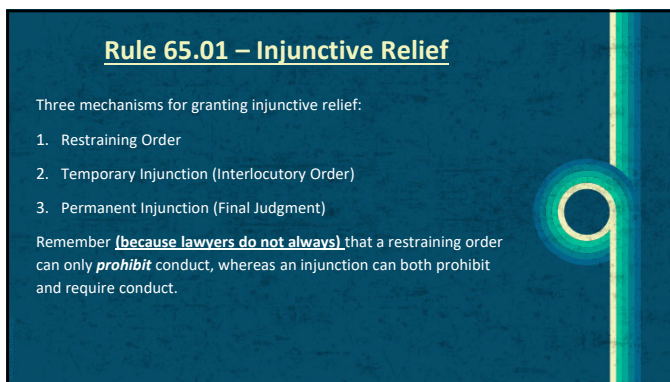 Rule 65.01 – Injunctive Relief
Three mechanisms for granting injunctive relief:
1. Restraining Order
2. Temporary Injunction (Interlocutory Order)
3. Permanent Injunction (Final Judgment)
Remember (because lawyers do not always) that a restraining order
can only prohibit conduct, whereas an injunction can both prohibit
and require conduct.